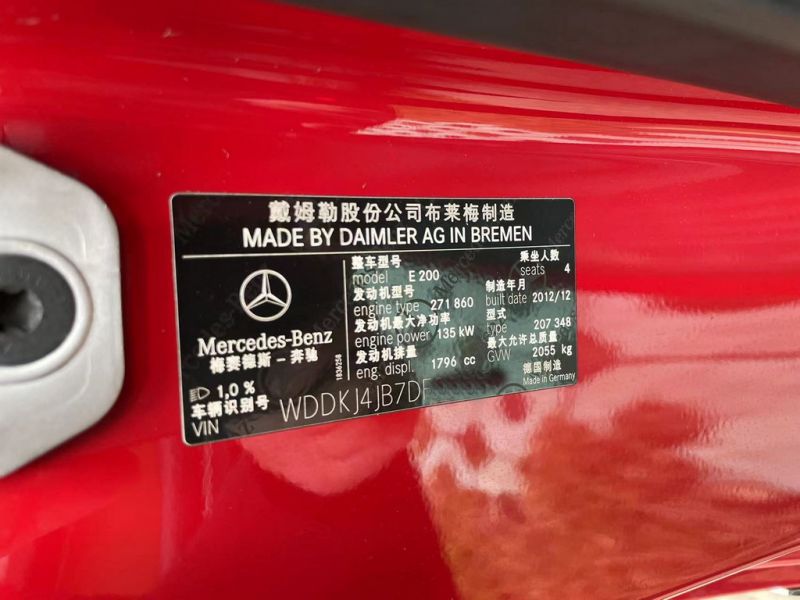 戴姆勒股份公司布莱梅制造
MADE BY DAIMLER AG IN BREMEN
Mercedes-Benz
梅赛德斯 - 奔驰
1836258
整车型号
model E 200
乘坐人数
seats 4
发动机型号
engine type 271 860
制造年月
built date 2012/12
发动机最大净功率
engine power 135 kW
型式
type 207 348
发动机排量
eng. displ. 1796 cc
最大允许总质量
GVW 2055 kg
德国制造
Made in Germany
1,0 %
车辆识别号
VIN WDDKJ4JB7DF